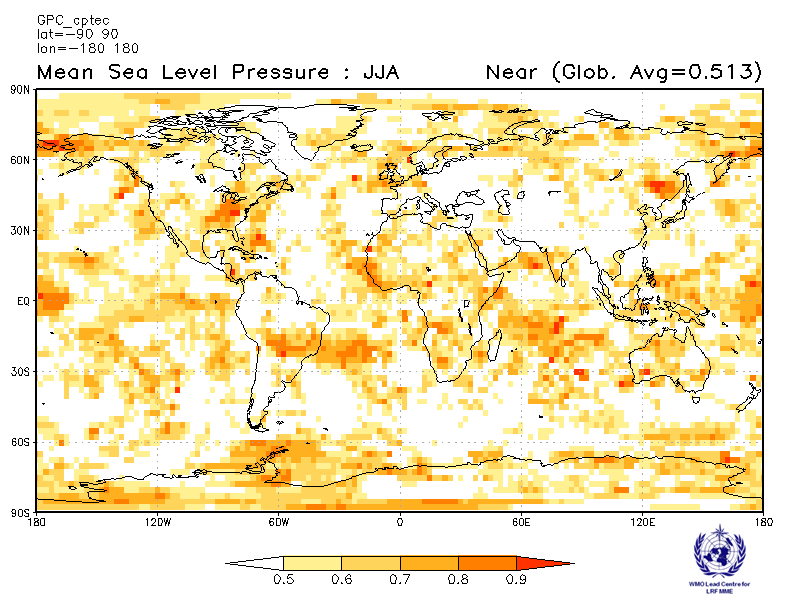 GPC_cptec
lat=-90 90
lon=-180 180
Mean Sea Level Pressure : JJA Near (Glob. Avg=0.513)
90N
60N
30N
EQ
30S
60S
90S
180 120W 60W 0 60E 120E 180
0.5 0.6 0.7 0.8 0.9
WMO Lead Centre for
LRF MME